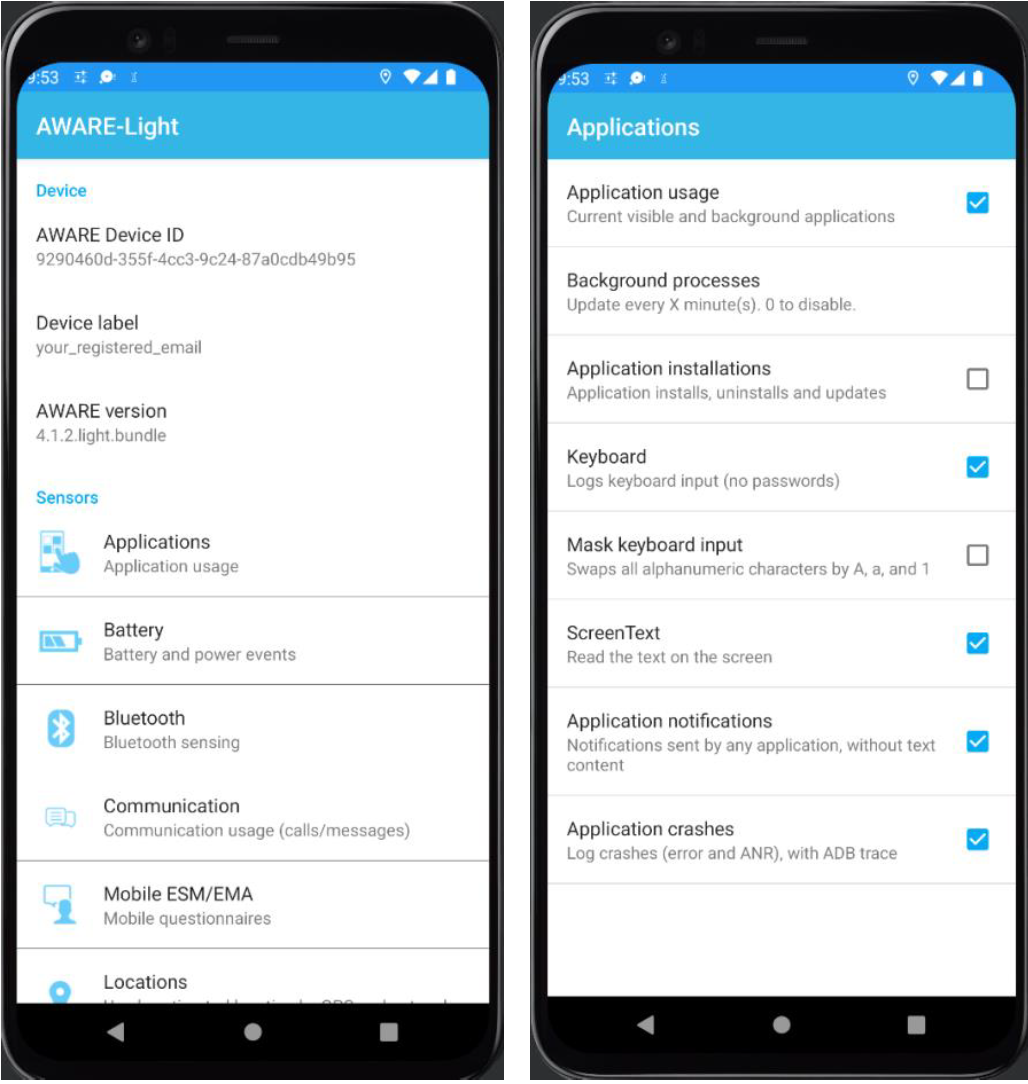 9:53
AWARE-Light
Device
AWARE Device ID
9290460d-355f-4cc3-9c24-87a0cdb49b95
Device label
your_registered_email
AWARE version
4.1.2.light.bundle
Sensors
Applications
Application usage
Battery
Battery and power events
Bluetooth
Bluetooth sensing
Communication
Communication usage (calls/messages)
Mobile ESM/EMA
Mobile questionnaires
Locations
9:53
Applications
Application usage
Current visible and background applications
Background processes
Update every X minute(s). 0 to disable.
Application installations
Application installs, uninstalls and updates
Keyboard
Logs keyboard input (no passwords)
Mask keyboard input
Swaps all alphanumeric characters by A, a, and 1
ScreenText
Read the text on the screen
Application notifications
Notifications sent by any application, without text
content
Application crashes
Log crashes (error and ANR), with ADB trace